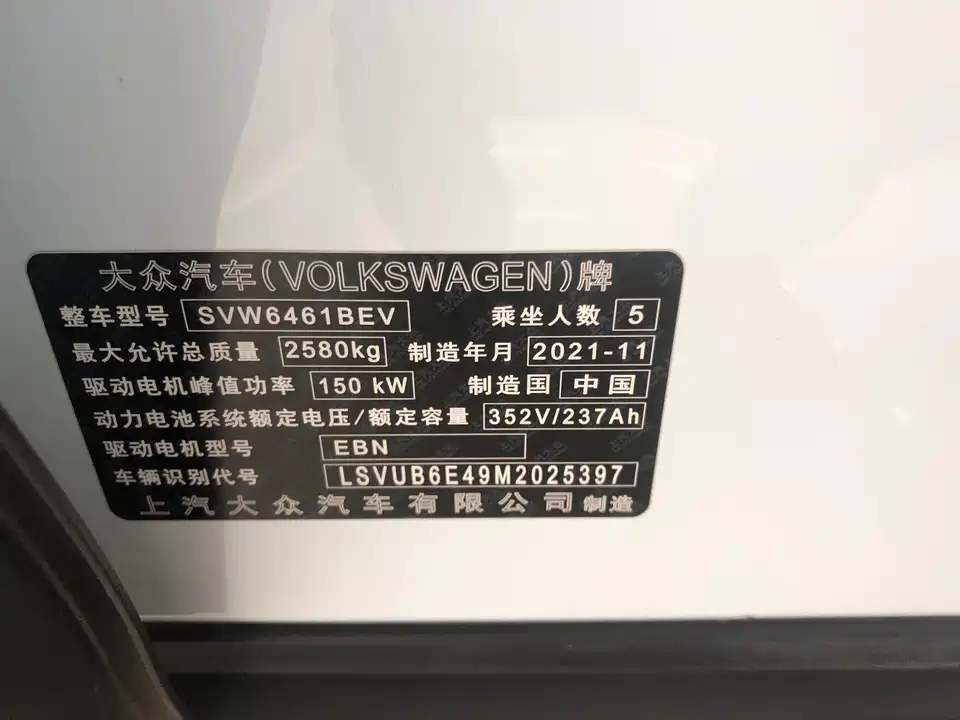 大众汽车(VOLKSWAGEN)牌
整车型号 SVW6461BEV 乘坐人数 5
最大允许总质量 2580kg 制造年月 2021-11
驱动电机峰值功率 150 kW 制造国 中国
动力电池系统额定电压/额定容量 352V/237Ah
驱动电机型号 EBN
车辆识别代号 LSVUB6E49M2025397
上汽大众汽车有限公司制造